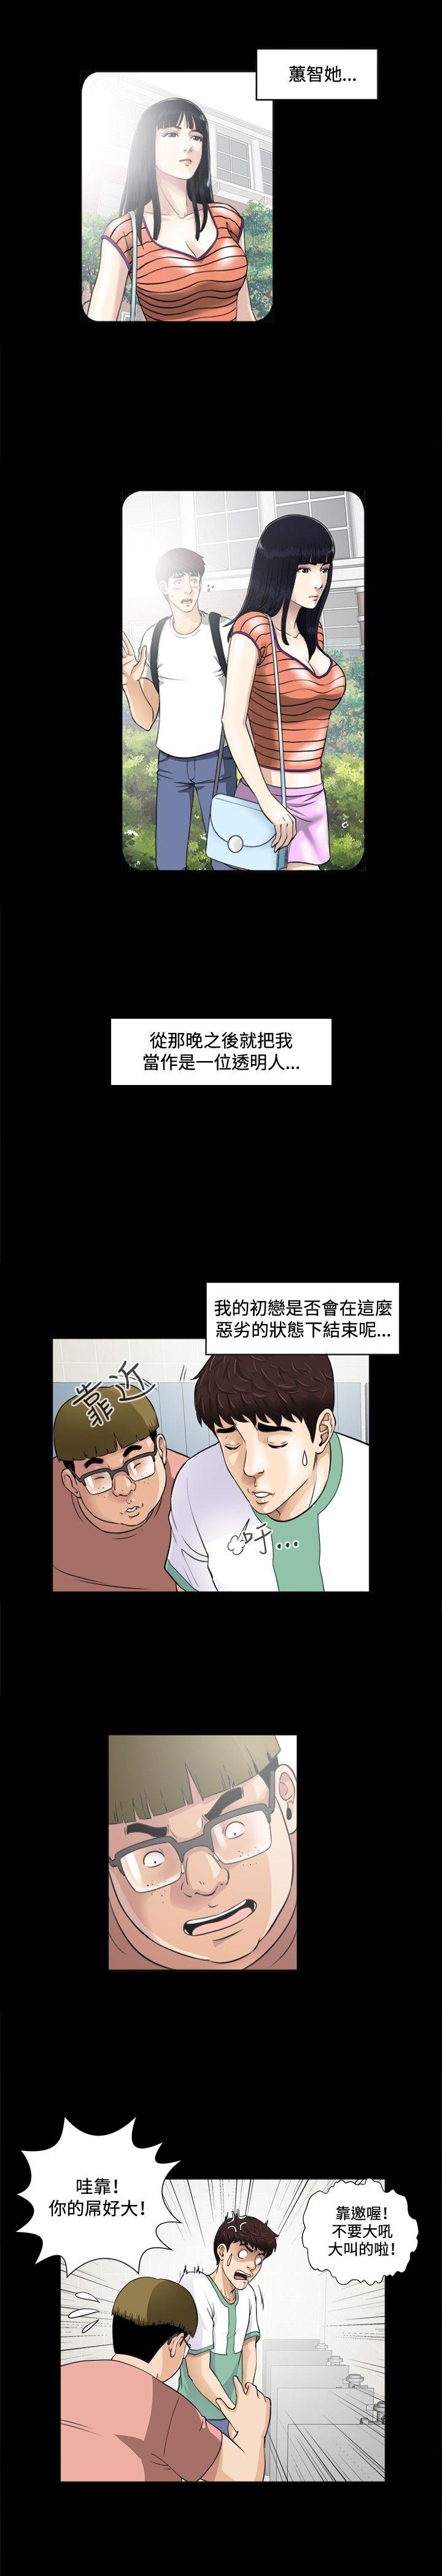 蕙智她...
從那晚之後就把我
當作是一位透明人...
我的初戀是否會在這麼
惡劣的狀態下結束呢...
靠近
呼...
哇靠!
你的屌好大!
靠邀喔!
不要大吼
大叫的啦!